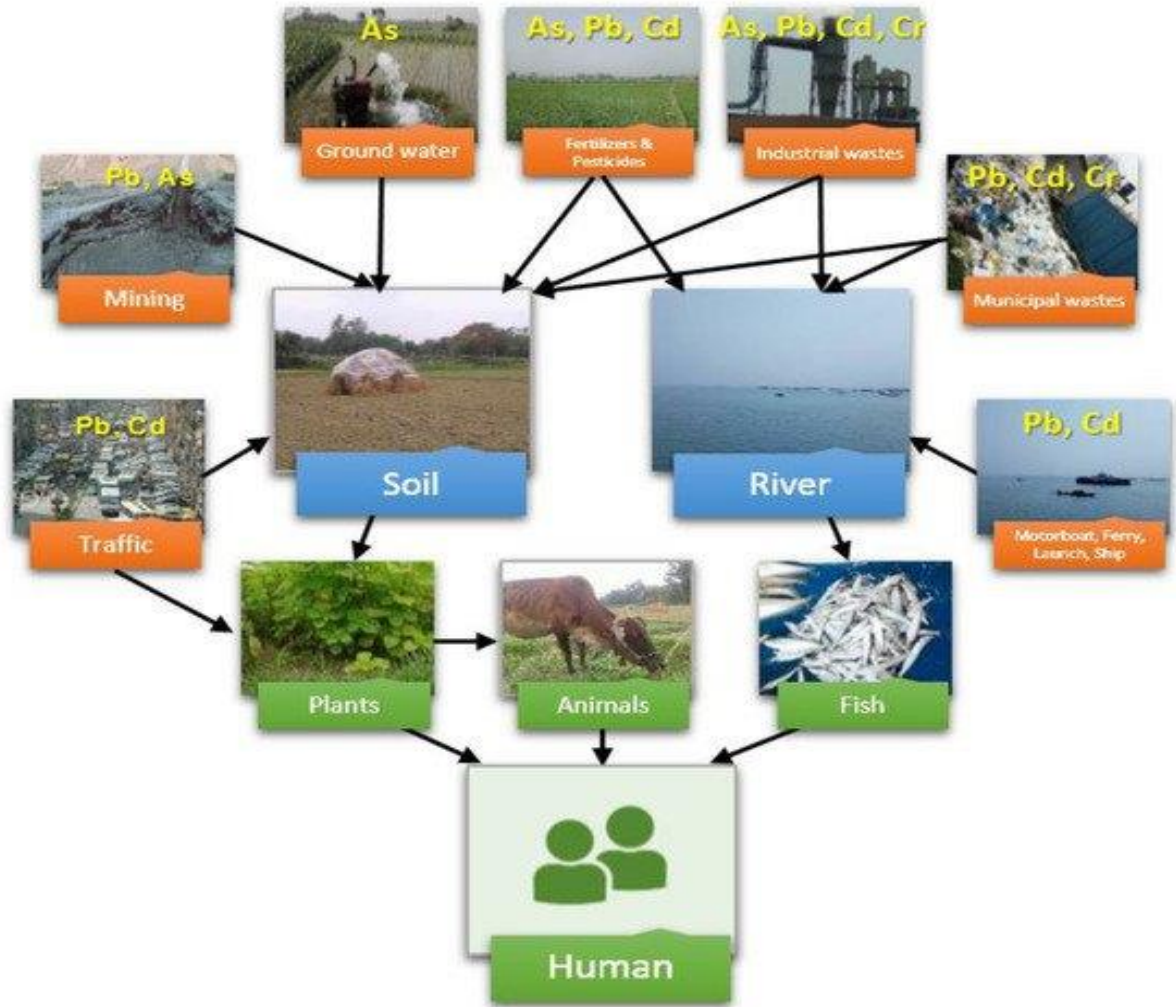 As
Ground water
As, Pb, Cd
Fertilizers &
Pesticides
As, Pb, Cd, Cr
Industrial wastes
Pb, As
Mining
Pb, Cd, Cr
Municipal wastes
Soil
River
Pb, Cd
Traffic
Pb, Cd
Motorboat, Ferry,
Launch, Ship
Plants
Animals
Fish
Human